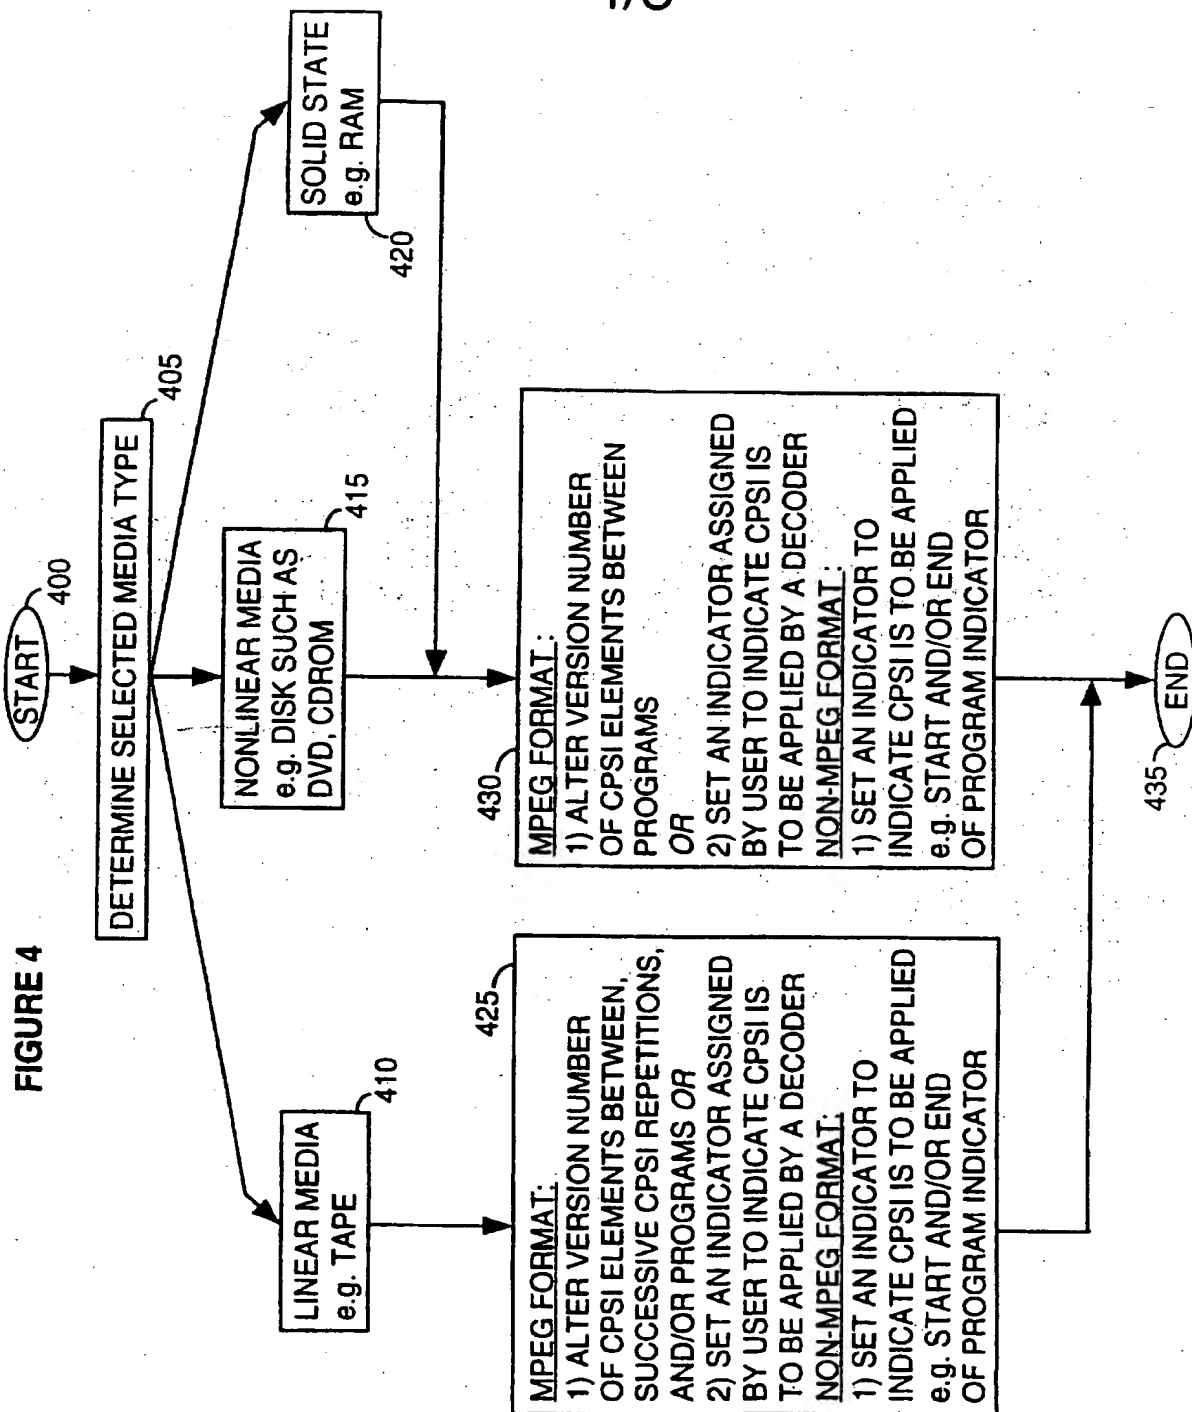 FIGURE 4
START
400
DETERMINE SELECTED MEDIA TYPE
405
LINEAR MEDIA
e.g. TAPE
410
NONLINEAR MEDIA
e.g. DISK SUCH AS
DVD, CDROM
415
SOLID STATE
e.g. RAM
420
425
MPEG FORMAT:
1) ALTER VERSION NUMBER
OF CPSI ELEMENTS BETWEEN,
SUCCESSIVE CPSI REPETITIONS,
AND/OR PROGRAMS OR
2) SET AN INDICATOR ASSIGNED
BY USER TO INDICATE CPSI IS
TO BE APPLIED BY A DECODER
NON-MPEG FORMAT:
1) SET AN INDICATOR TO
INDICATE CPSI IS TO BE APPLIED
e.g. START AND/OR END
OF PROGRAM INDICATOR
430
MPEG FORMAT:
1) ALTER VERSION NUMBER
OF CPSI ELEMENTS BETWEEN
PROGRAMS
OR
2) SET AN INDICATOR ASSIGNED
BY USER TO INDICATE CPSI IS
TO BE APPLIED BY A DECODER
NON-MPEG FORMAT:
1) SET AN INDICATOR TO
INDICATE CPSI IS TO BE APPLIED
e.g. START AND/OR END
OF PROGRAM INDICATOR
435
END